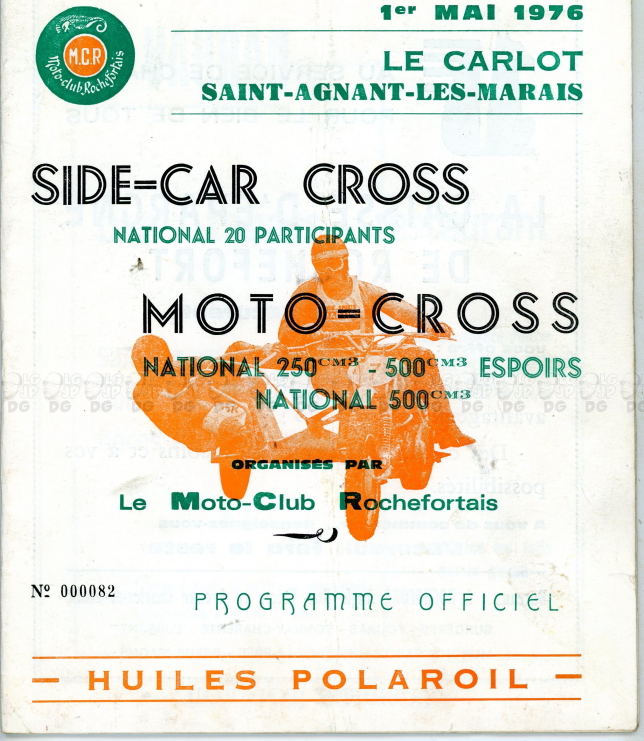 1er MAI 1976
M.C.R
Moto-club Rochefortais
LE CARLOT
SAINT-AGNANT-LES-MARAIS
SIDE=CAR CROSS
NATIONAL 20 PARTICIPANTS
MOTO=CROSS
NATIONAL 250CM3 - 500CM3 ESPOIRS
NATIONAL 500CM3
ORGANISÉS PAR
Le Moto-Club Rochefortais
Nº 000082
PROGRAMME OFFICIEL
— HUILES POLAROIL —